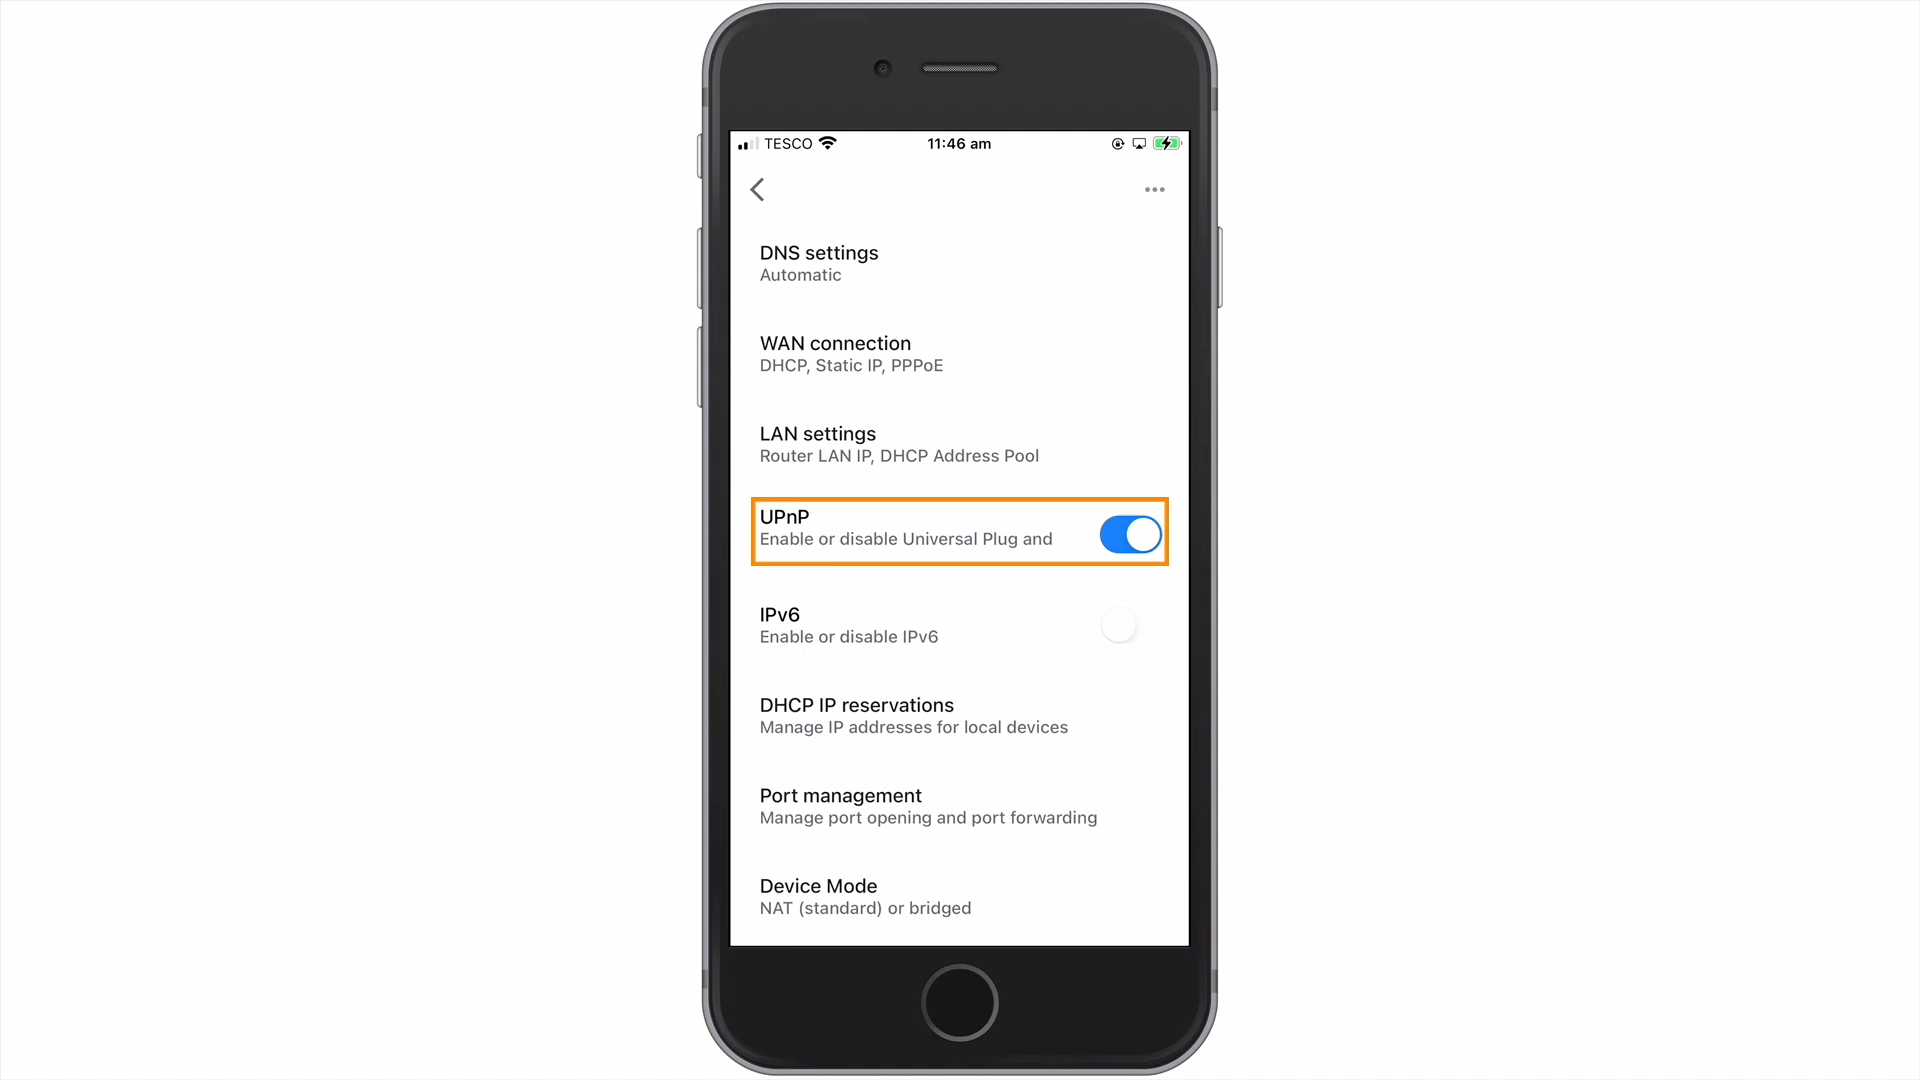 TESCO 11:46 am
DNS settings
Automatic
WAN connection
DHCP, Static IP, PPPoE
LAN settings
Router LAN IP, DHCP Address Pool
UPnP
Enable or disable Universal Plug and
IPv6
Enable or disable IPv6
DHCP IP reservations
Manage IP addresses for local devices
Port management
Manage port opening and port forwarding
Device Mode
NAT (standard) or bridged